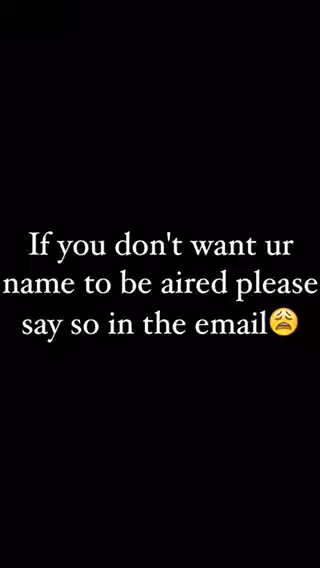 If you don't want ur
name to be aired please
say so in the email😩